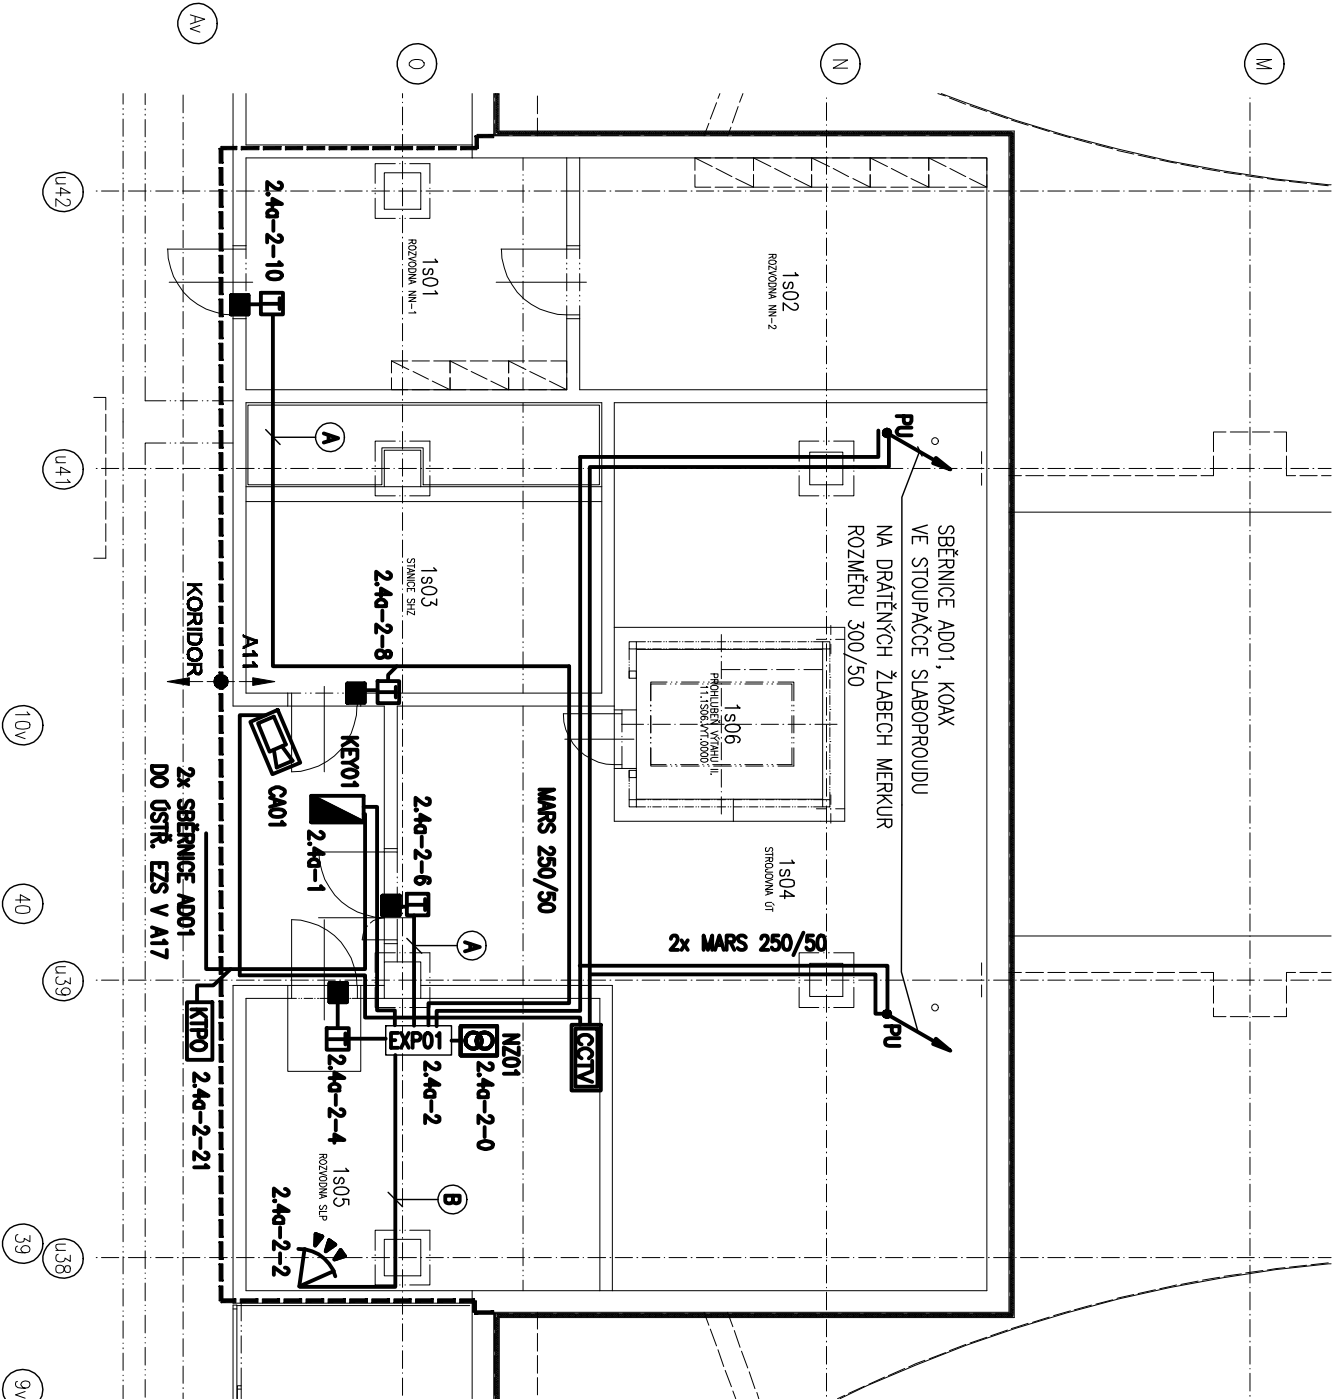 Av
O
N
M
u42
u41
10v
40
u39
39
u38
9v
2.4a-2-10
1s01
ROZVODNA NN-1
1s02
ROZVODNA NN-2
A
PU
SBĚRNICE AD01, KOAX
VE STOUPAČCE SLABOPROUDU
NA DRÁTĚNÝCH ŽLABECH MERKUR
ROZMĚRU 300/50
1s03
STANICE SHZ
2.4a-2-8
KORIDOR
A11
1s06
PROHLUBEŇ VÝTAHU II.
CA01
KEY01
2.4a-1
2.4a-2-6
MARS 250/50
1s04
STROJOVNA ÚT
2x MARS 250/50
A
2x SBĚRNICE AD01
DO ÚSTŘ. EZS V A17
KTPO
2.4a-2-21
EXP01
2.4a-2
NZ01
2.4a-2-0
CCTV
PU
2.4a-2-4
1s05
ROZVODNA SLP
B
2.4a-2-2